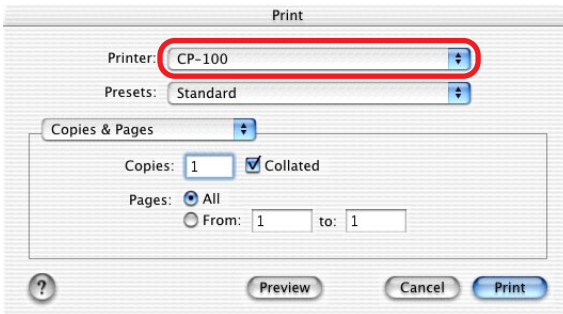 Print
Printer: CP-100
Presets: Standard
Copies & Pages
Copies: 1 Collated
Pages: All
From: 1 to: 1
? Preview Cancel Print